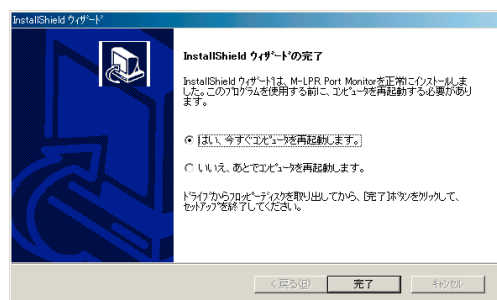 InstallShield ウィザード
InstallShield ウィザードの完了
InstallShield ウィザードは、M-LPR Port Monitorを正常にインストールしま
した。このプログラムを使用する前に、コンピュータを再起動する必要があり
ます。
はい、今すぐコンピュータを再起動します。
いいえ、あとでコンピュータを再起動します。
ドライブからフロッピーディスクを取り出してから、[完了]ボタンをクリックして、
セットアップを終了してください。
< 戻る(B)
完了
キャンセル